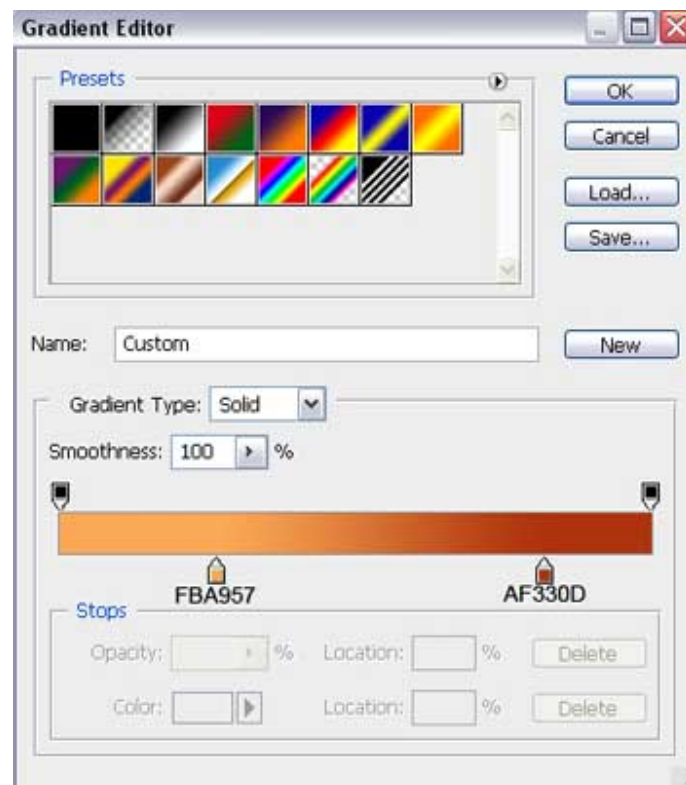 Gradient Editor
Presets
OK
Cancel
Load...
Save...
Name: Custom
New
Gradient Type: Solid
Smoothness: 100 %
FBA957 AF330D
Stops
Opacity: % Location: % Delete
Color: Location: % Delete